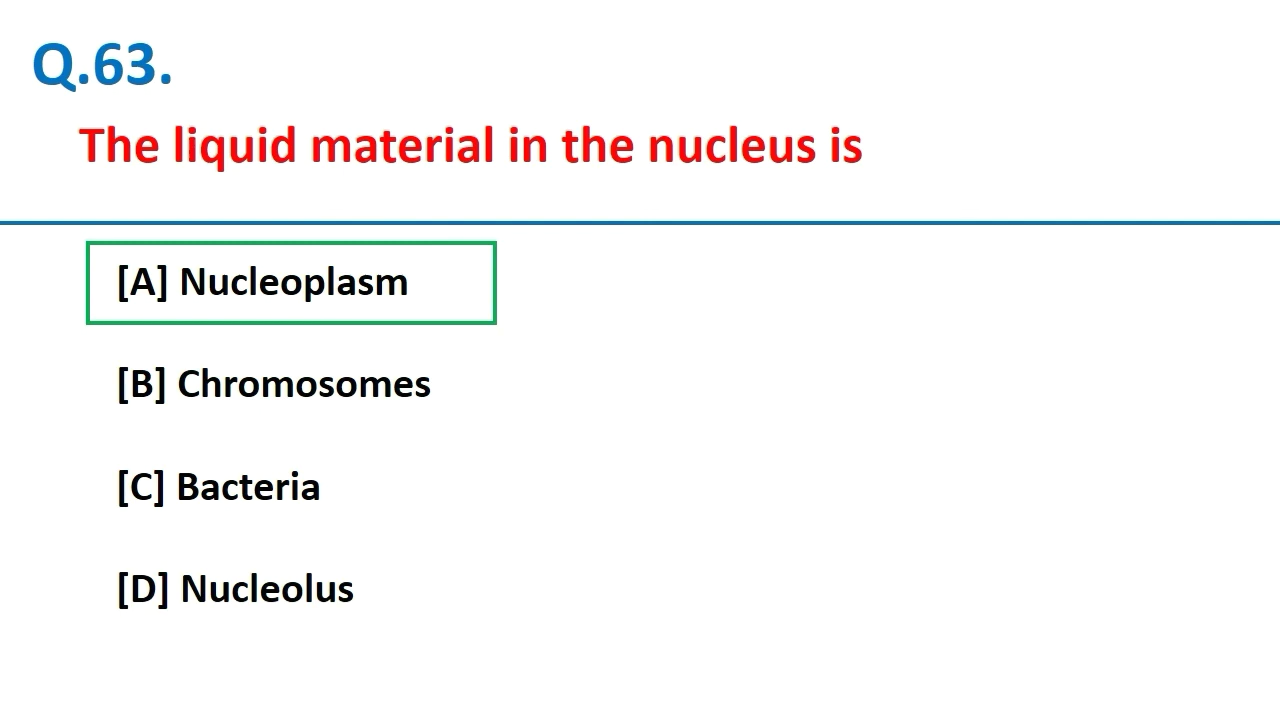 Q.63.
The liquid material in the nucleus is
[A] Nucleoplasm
[B] Chromosomes
[C] Bacteria
[D] Nucleolus